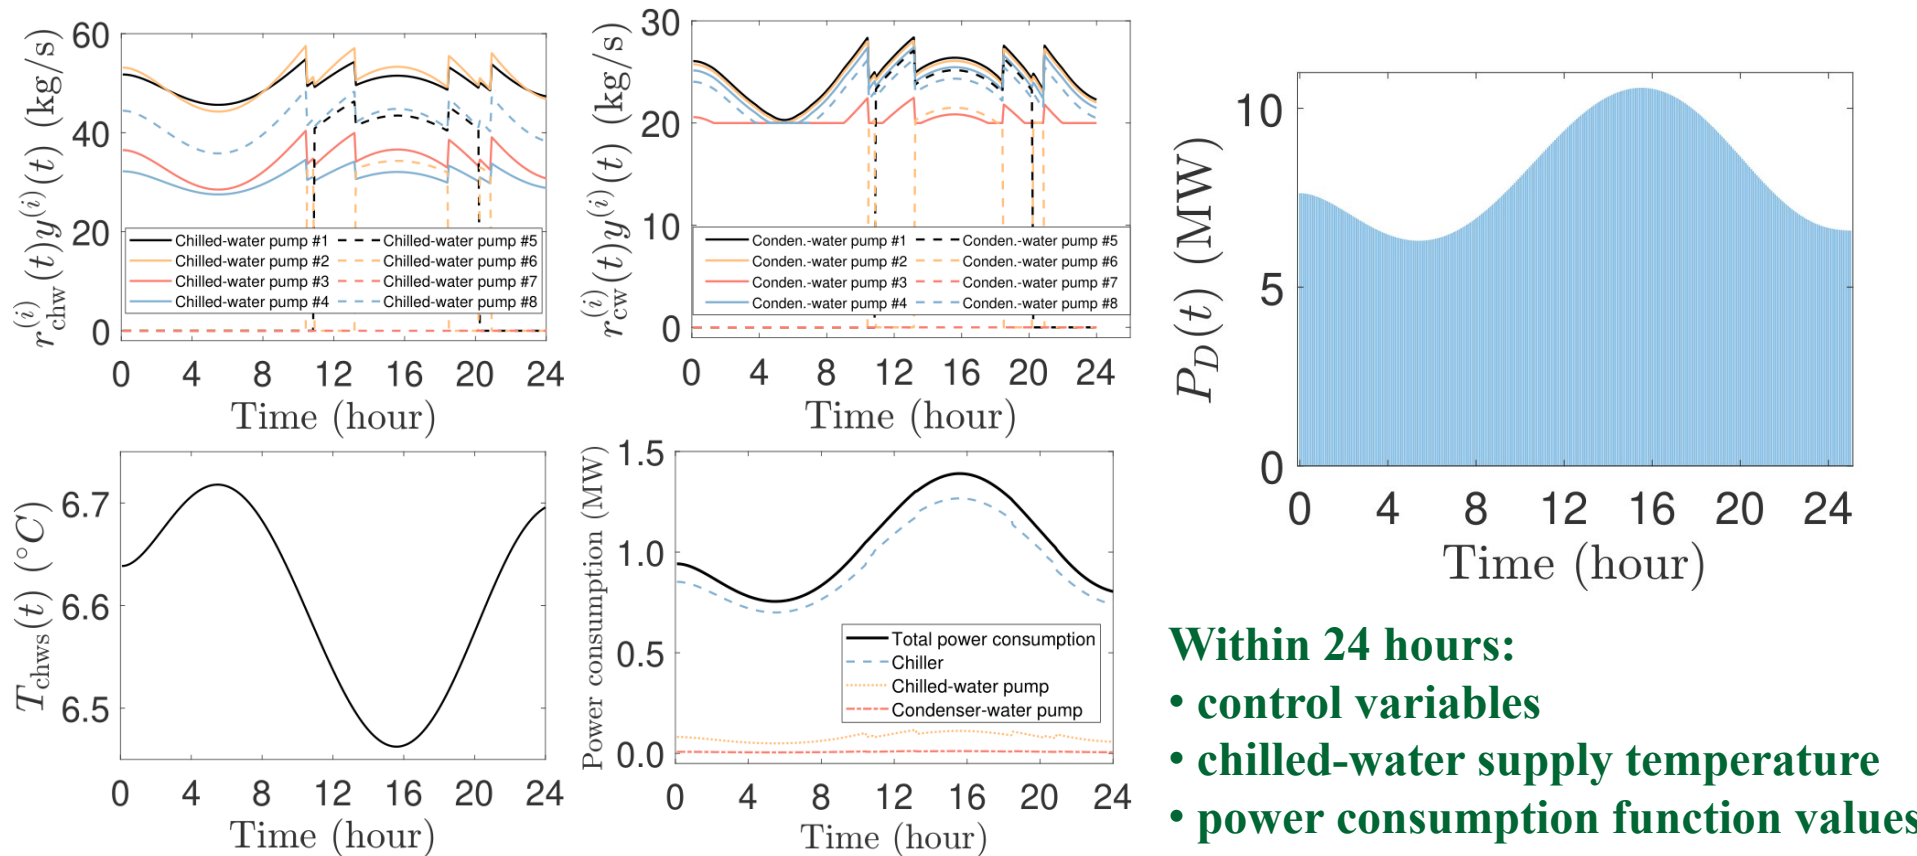 r_chw^(i)(t)y^(i)(t) (kg/s)
60
40
20
0
Chilled-water pump #1
Chilled-water pump #2
Chilled-water pump #3
Chilled-water pump #4
Chilled-water pump #5
Chilled-water pump #6
Chilled-water pump #7
Chilled-water pump #8
0 4 8 12 16 20 24
Time (hour)
r_cw^(i)(t)y^(i)(t) (kg/s)
30
20
10
0
Conden.-water pump #1
Conden.-water pump #2
Conden.-water pump #3
Conden.-water pump #4
Conden.-water pump #5
Conden.-water pump #6
Conden.-water pump #7
Conden.-water pump #8
0 4 8 12 16 20 24
Time (hour)
P_D(t) (MW)
10
5
0
0 4 8 12 16 20 24
Time (hour)
T_chws(t) (°C)
6.7
6.6
6.5
0 4 8 12 16 20 24
Time (hour)
Power consumption (MW)
1.5
1.0
0.5
0.0
Total power consumption
Chiller
Chilled-water pump
Condenser-water pump
0 4 8 12 16 20 24
Time (hour)
Within 24 hours:
• control variables
• chilled-water supply temperature
• power consumption function values